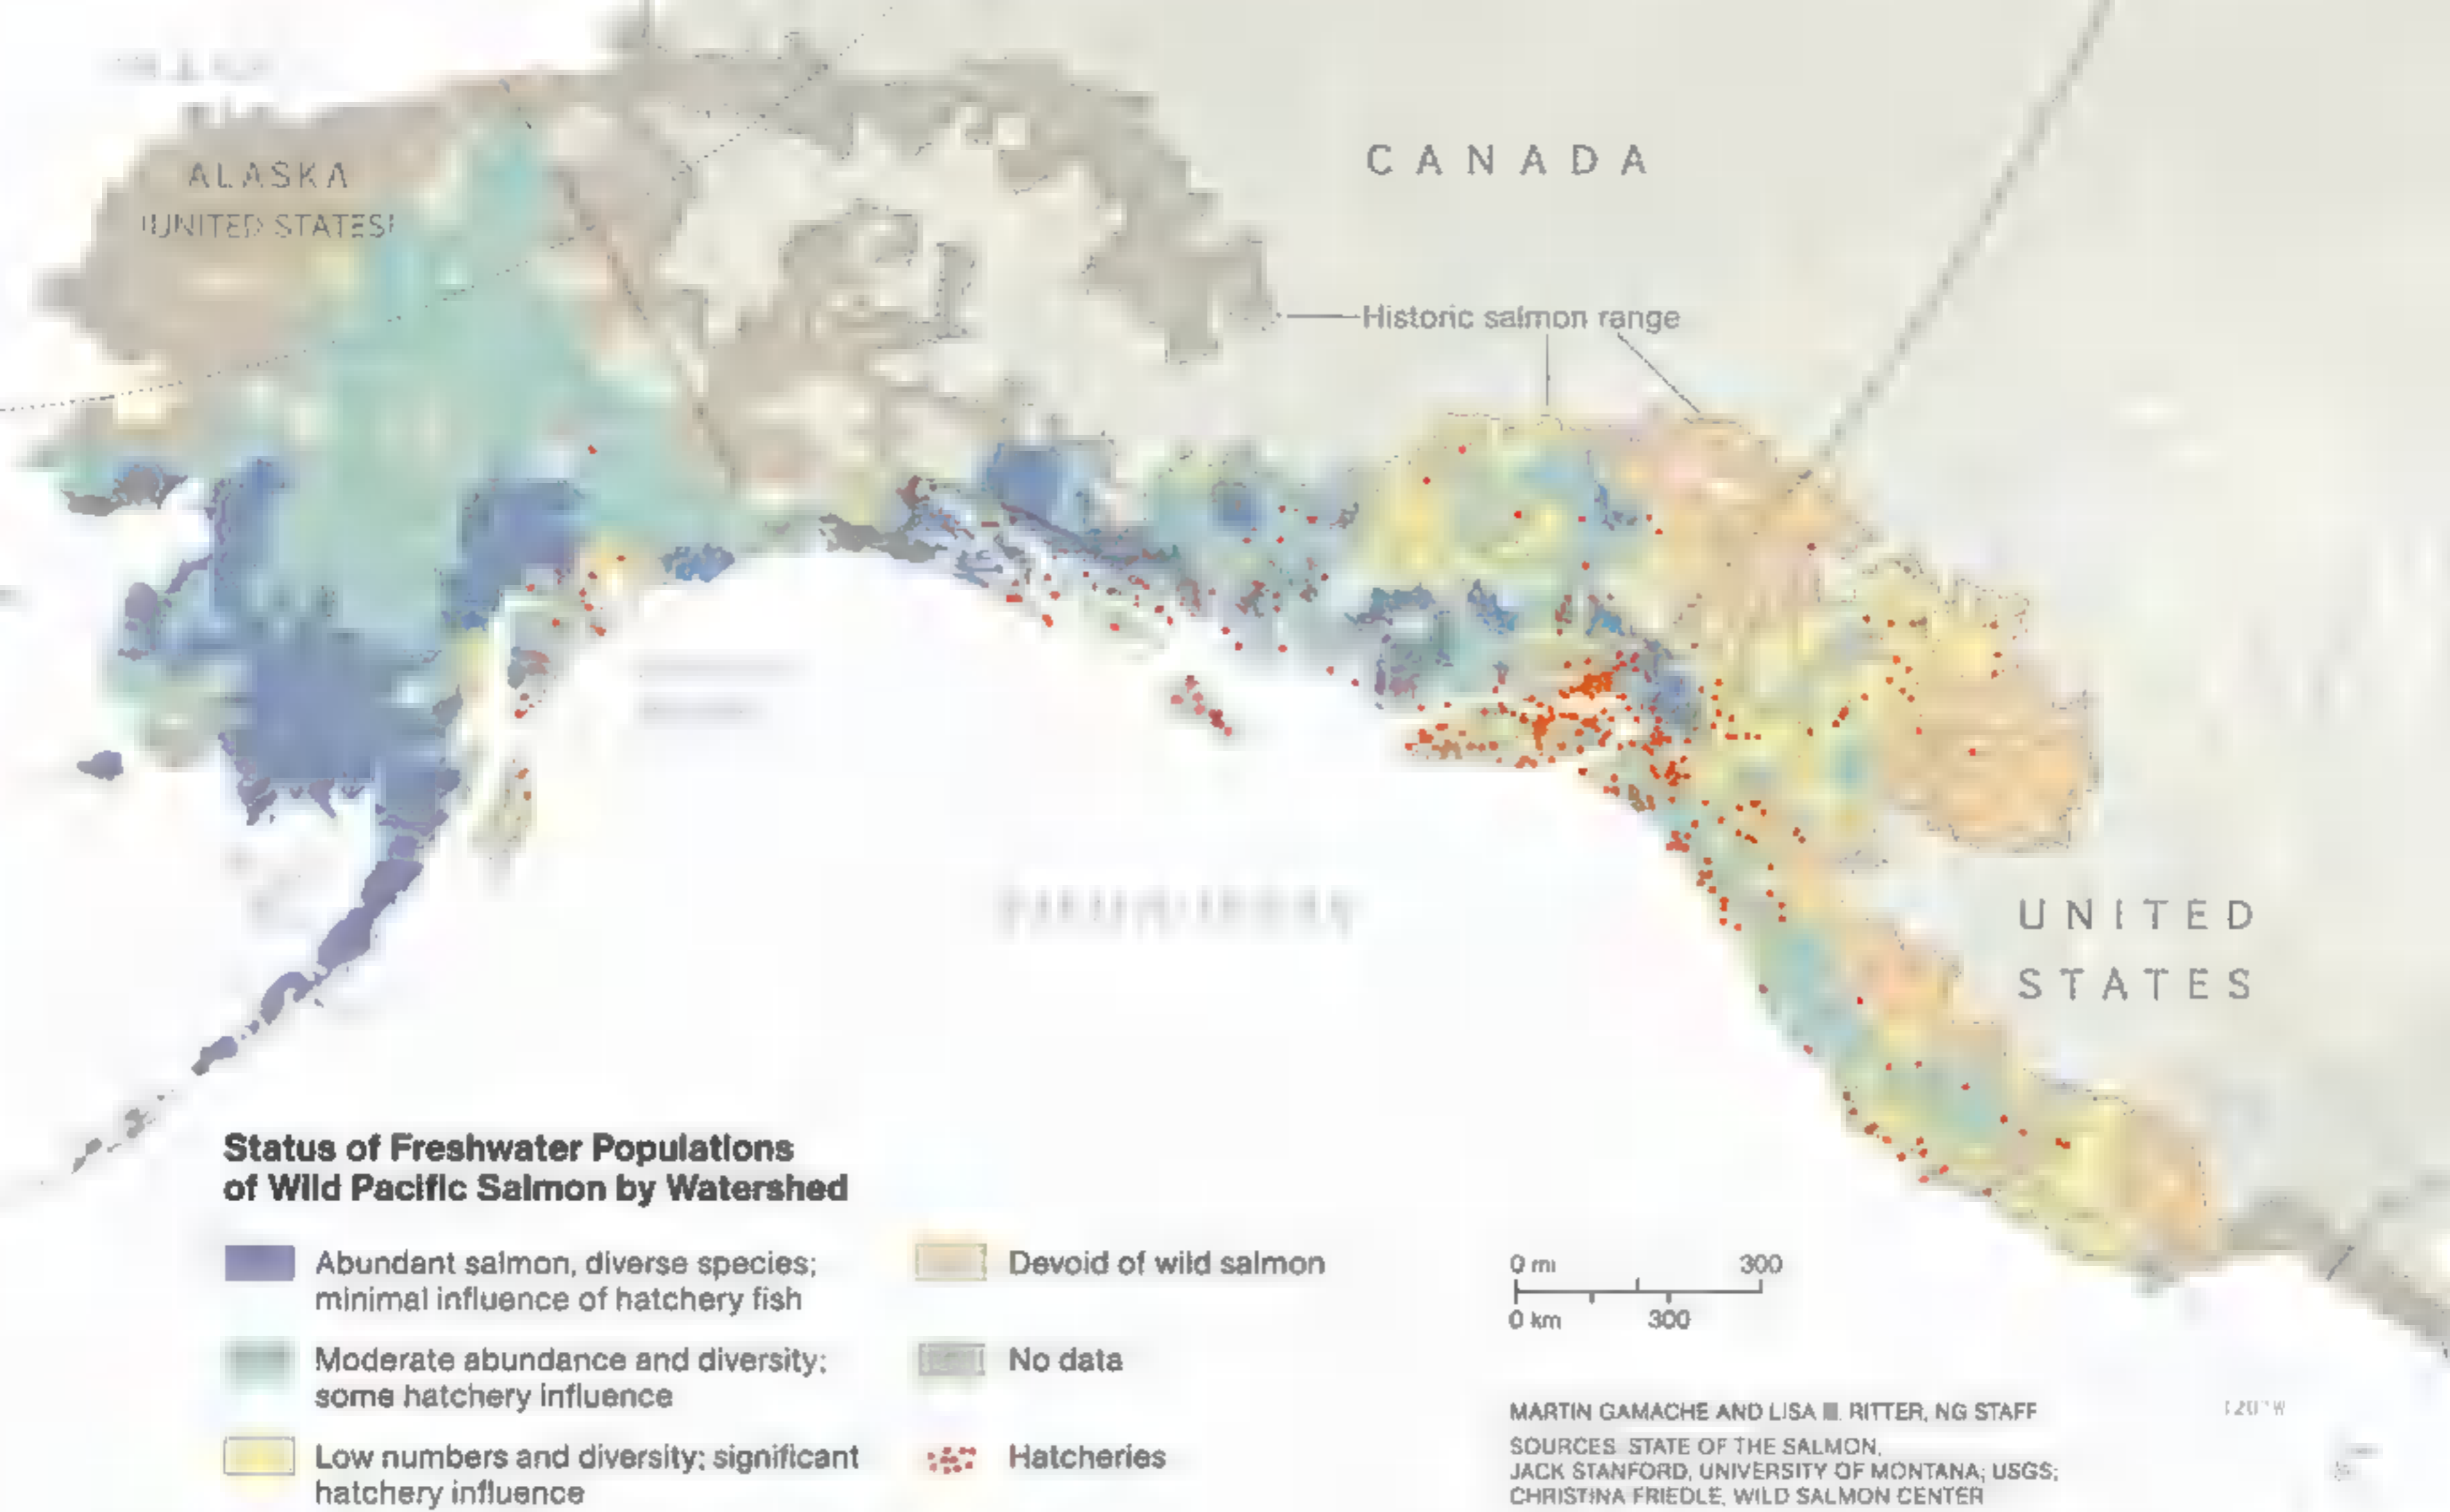 ALASKA
(UNITED STATES)
CANADA
Historic salmon range
UNITED
STATES
Status of Freshwater Populations
of Wild Pacific Salmon by Watershed
Abundant salmon, diverse species;
minimal influence of hatchery fish
Moderate abundance and diversity;
some hatchery influence
Low numbers and diversity; significant
hatchery influence
Devoid of wild salmon
No data
Hatcheries
0 mi 300
0 km 300
MARTIN GAMACHE AND LISA RITTER, NG STAFF
SOURCES: STATE OF THE SALMON,
JACK STANFORD, UNIVERSITY OF MONTANA; USGS;
CHRISTINA FRIEDLE, WILD SALMON CENTER
120°W